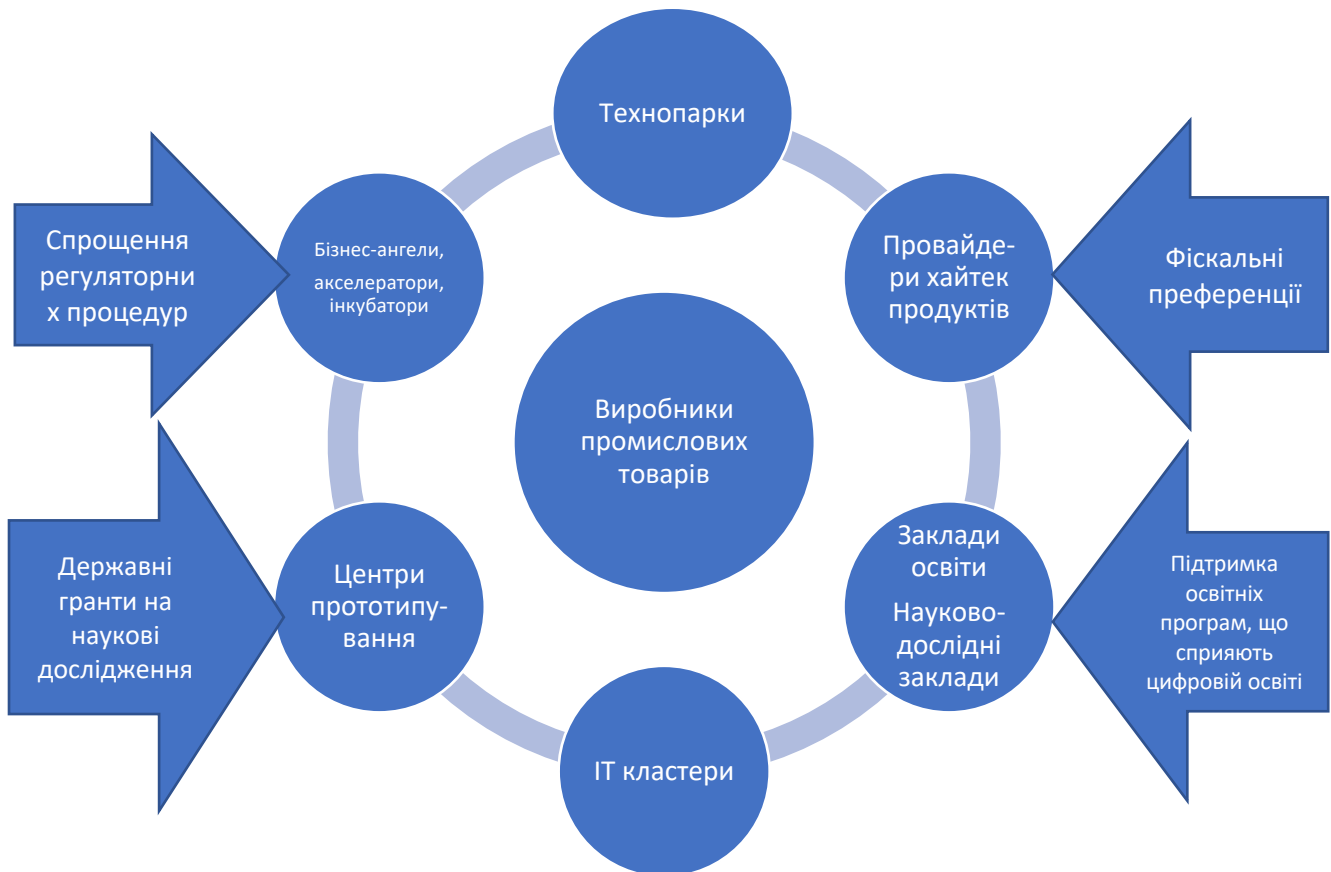 Технопарки
Спрощення
регуляторни
х процедур
Бізнес-ангели,
акселератори,
інкубатори
Провайде-
ри хайтек
продуктів
Фіскальні
преференції
Виробники
промислових
товарів
Державні
гранти на
наукові
дослідження
Центри
прототипу-
вання
Заклади
освіти
Науково-
дослідні
заклади
Підтримка
освітніх
програм, що
сприяють
цифровій освіті
ІТ кластери